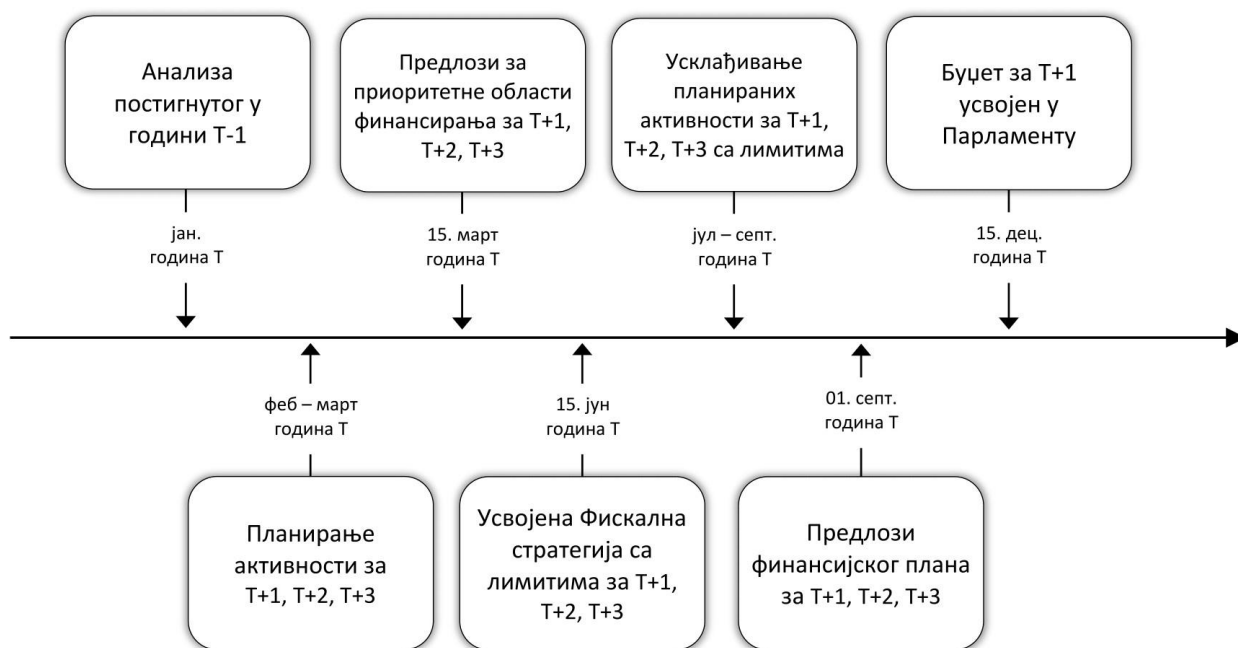 Анализа
постигнутог у
години Т-1
Предлози за
приоритетне области
финансирања за Т+1,
Т+2, Т+3
Усклађивање
планираних
активности за Т+1,
Т+2, Т+3 са лимитима
Буџет за Т+1
усвојен у
Парламенту
јан.
година Т
15. март
година Т
јул – септ.
година Т
15. дец.
година Т
феб – март
година Т
15. јун
година Т
01. септ.
година Т
Планирање
активности за
Т+1, Т+2, Т+3
Усвојена Фискална
стратегија са
лимитима за Т+1,
Т+2, Т+3
Предлози
финансијског плана
за Т+1, Т+2, Т+3